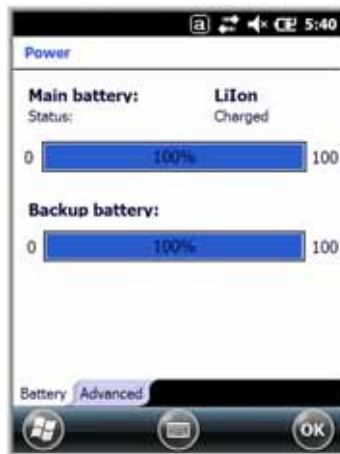 a 5:40
Power
Main battery: LiIon
Status: Charged
0 100% 100
Backup battery:
0 100% 100
Battery Advanced
OK